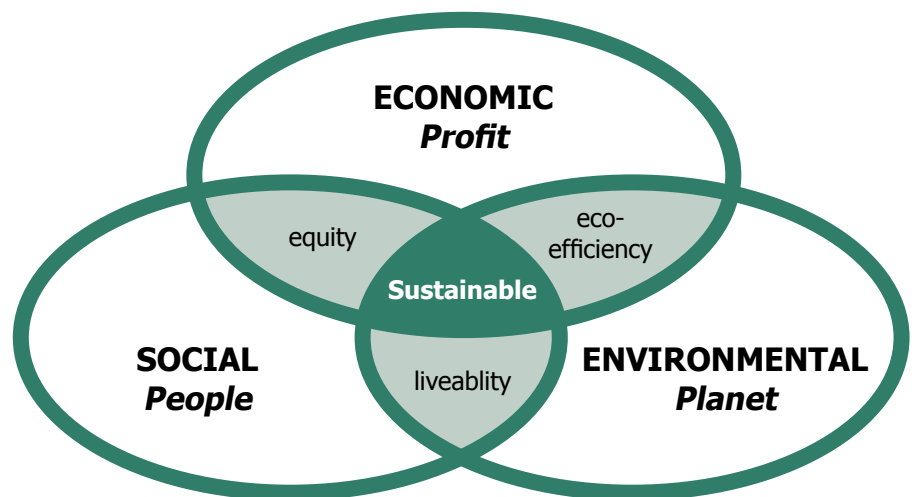 ECONOMIC
Profit
equity
eco-
efficiency
Sustainable
SOCIAL
People
liveablity
ENVIRONMENTAL
Planet